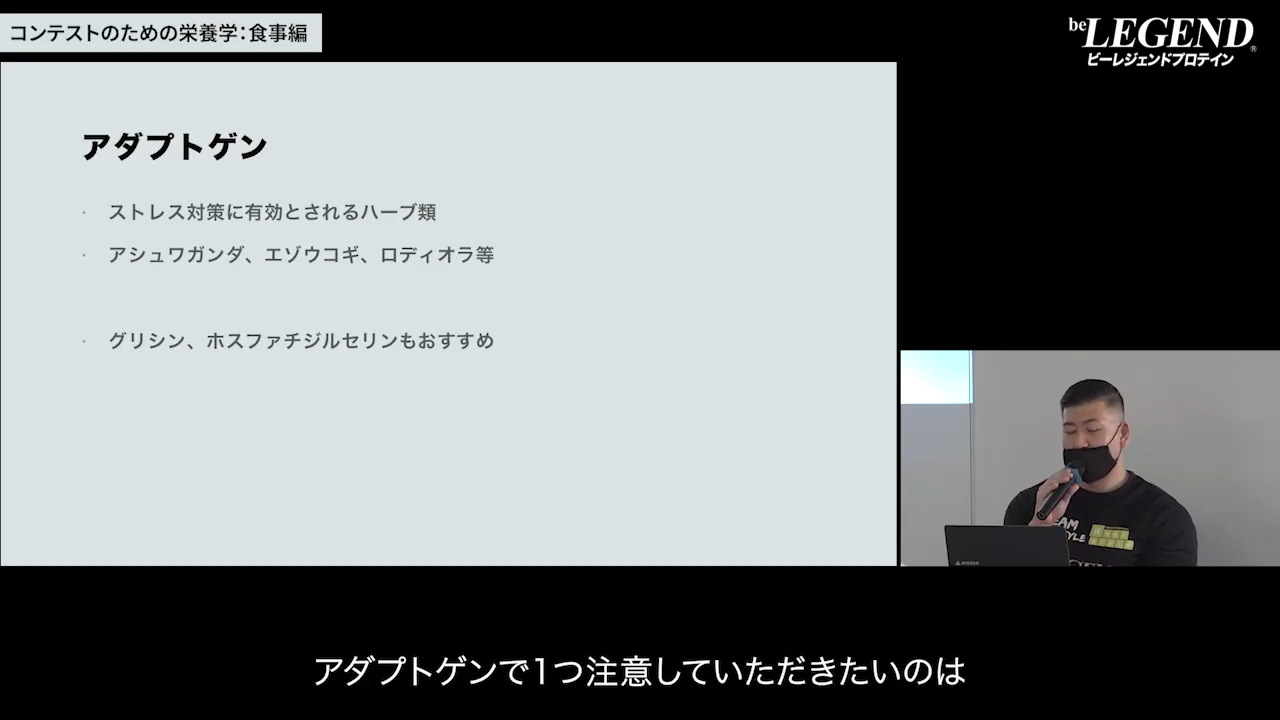 コンテストのための栄養学：食事編
be LEGEND®
ビーレジェンドプロテイン
アダプトゲン
・ ストレス対策に有効とされるハーブ類
・ アシュワガンダ、エゾウコギ、ロディオラ等
・ グリシン、ホスファチジルセリンもおすすめ
アダプトゲンで1つ注意していただきたいのは